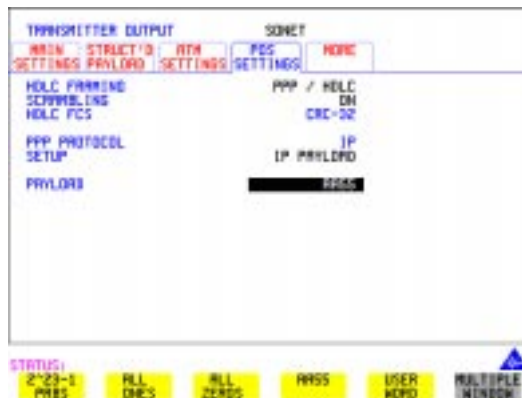 TRANSMITTER OUTPUT SONET
MAIN SETTINGS STRUCT'D PAYLOAD ATM SETTINGS POS SETTINGS MORE
HDLC FRAMING PPP / HDLC
SCRAMBLING ON
HDLC FCS CRC-32
PPP PROTOCOL IP
SETUP IP PAYLOAD
PAYLOAD AA55
STATUS:
2^23-1 PRBS ALL ONES ALL ZEROS AA55 USER WORD MULTIPLE WINDOW